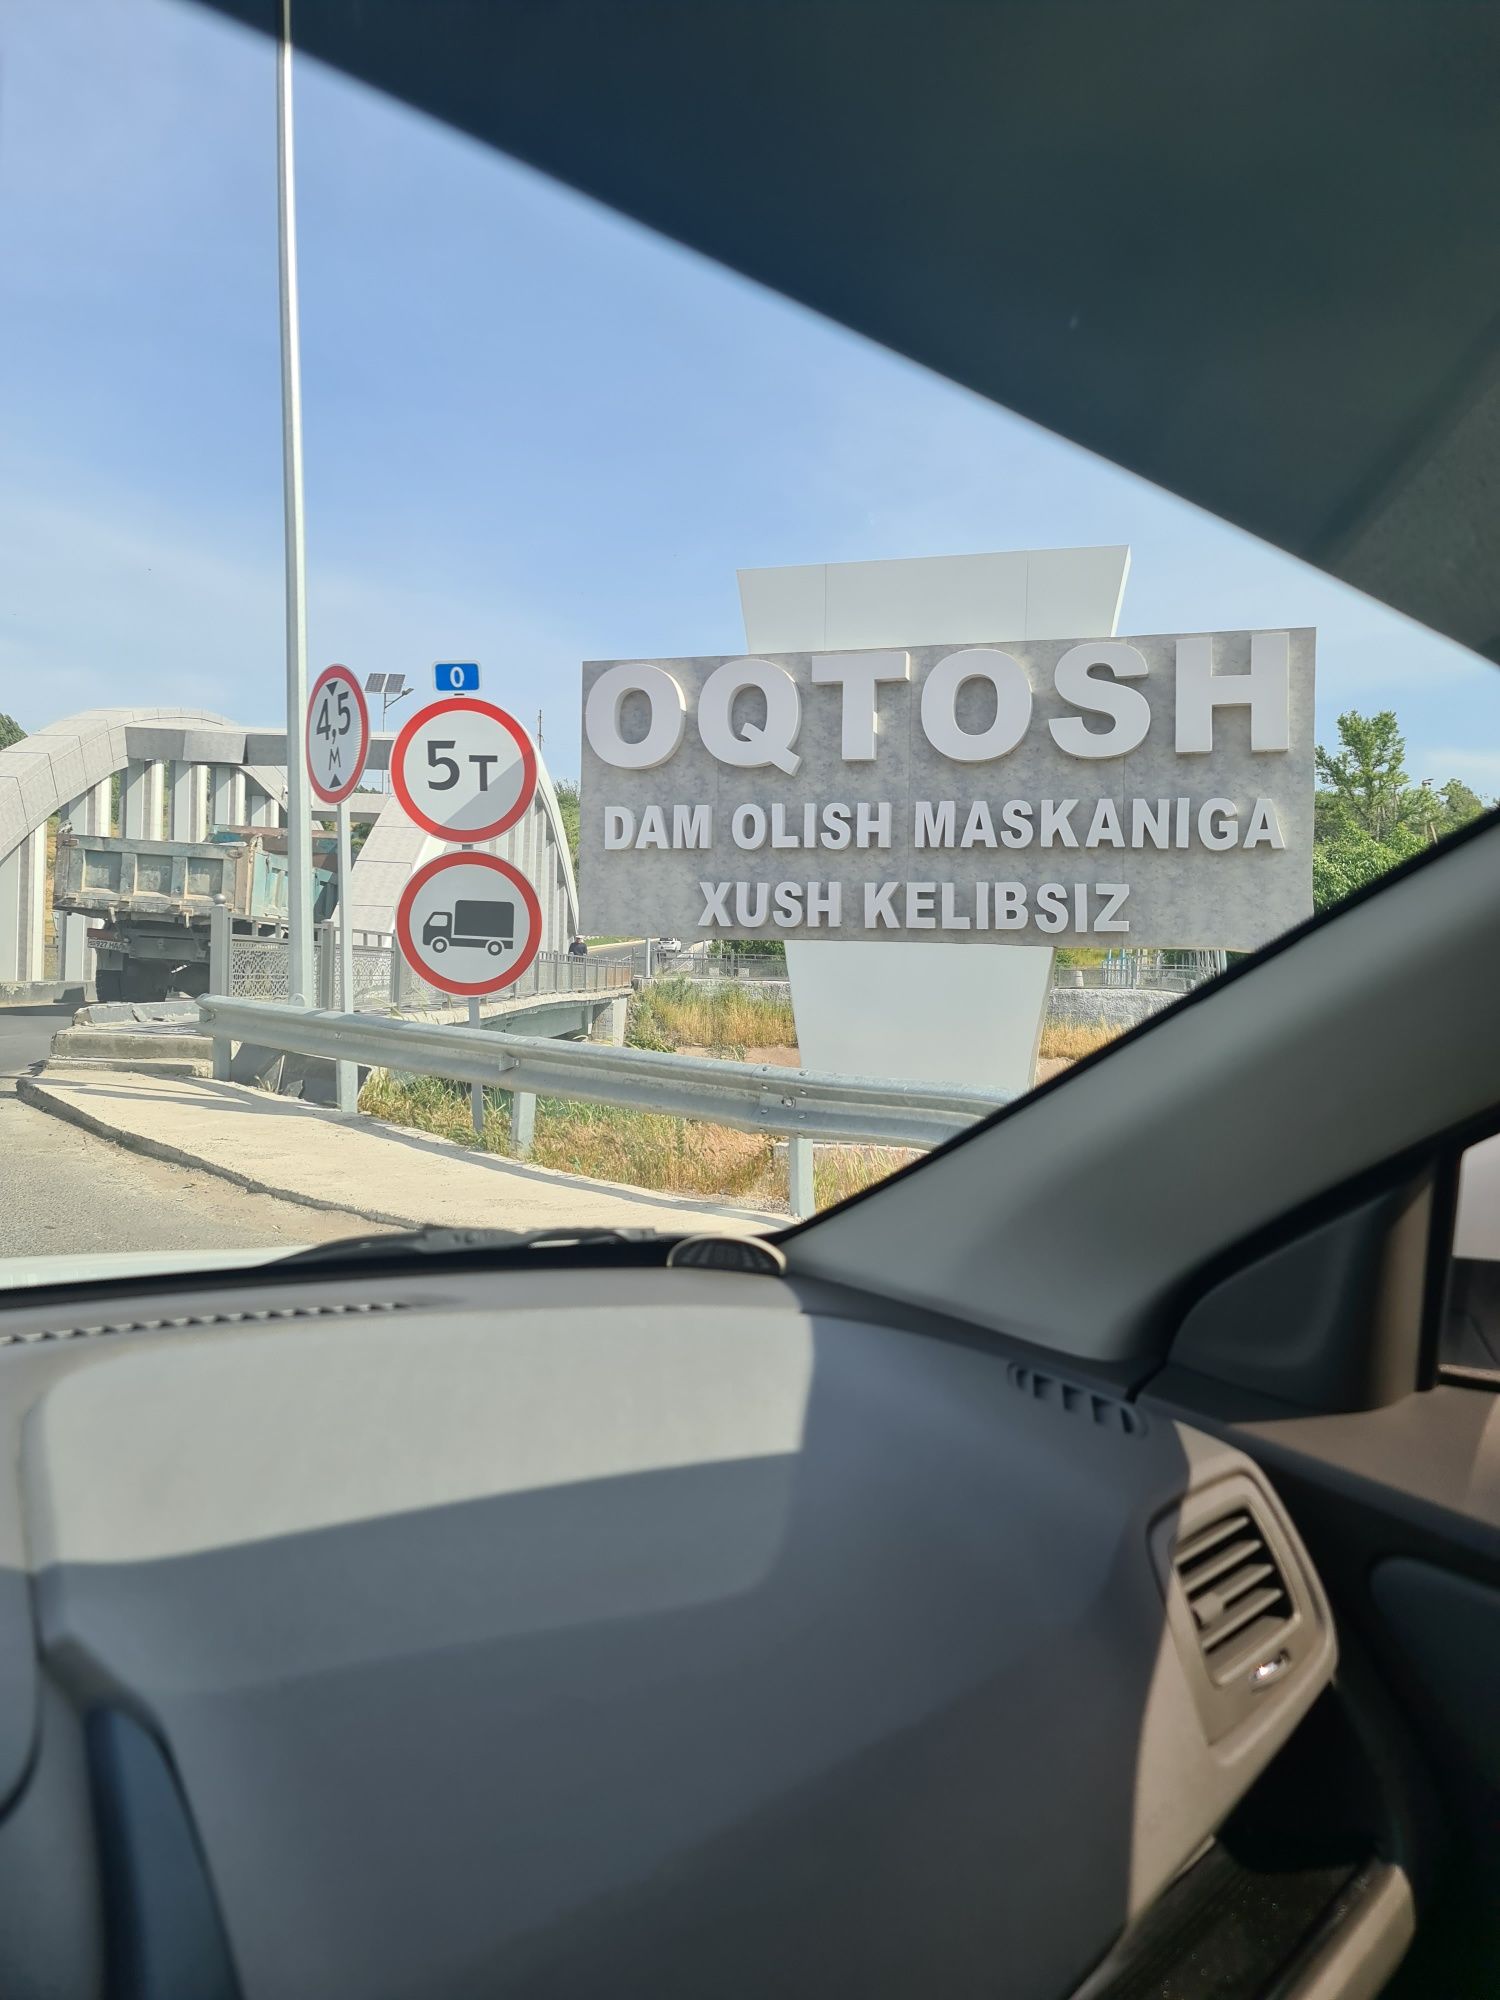 0
4,5
М
5т
OQTOSH
DAM OLISH MASKANIGA
XUSH KELIBSIZ